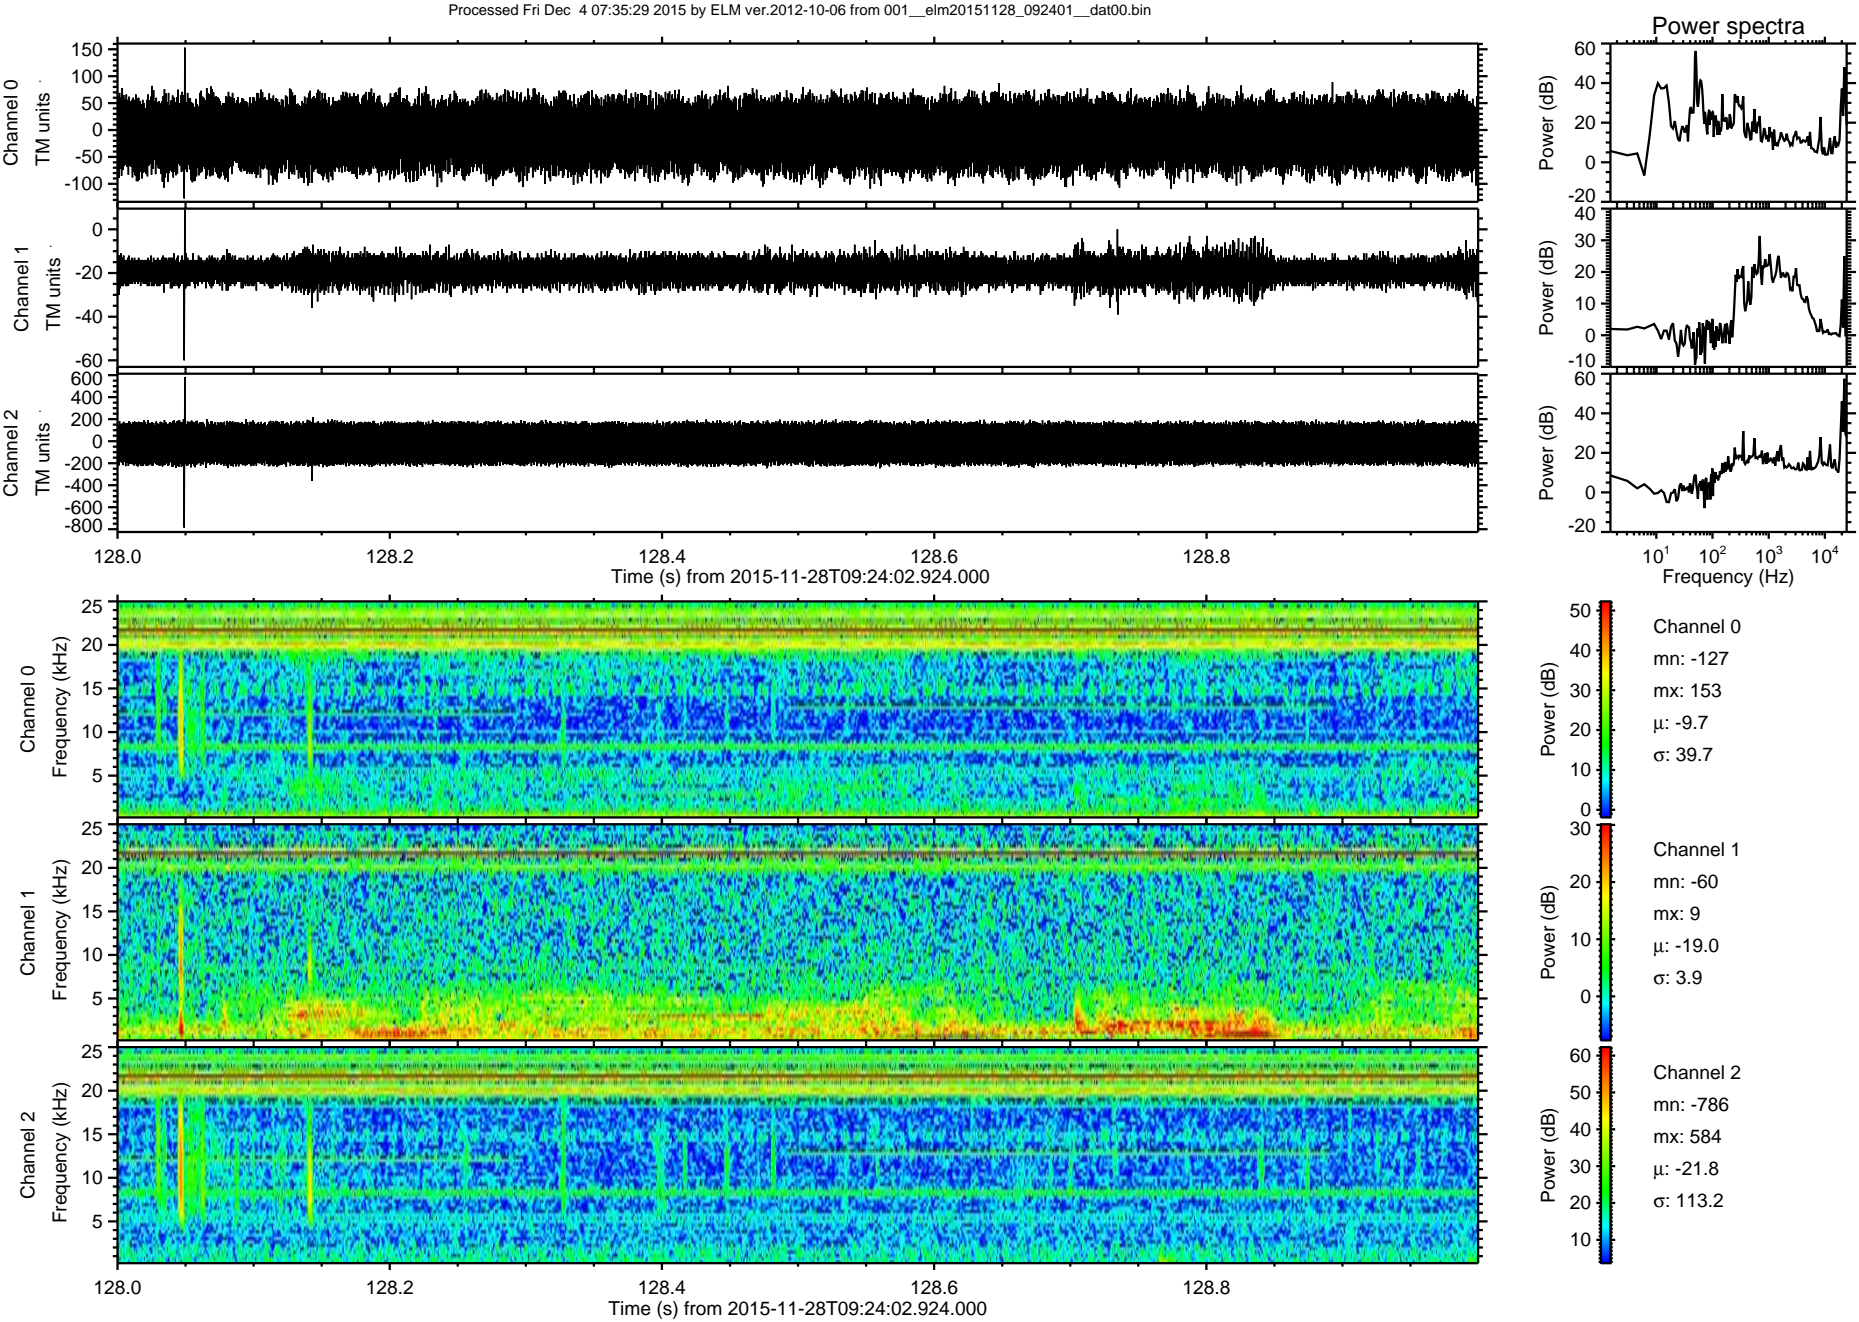 Processed Fri Dec  4 07:35:29 2015 by ELM ver.2012-10-06 from 001__elm20151128_092401__dat00.bin
Power spectra
Channel 0
TM units
150
100
50
0
-50
-100
Power (dB)
60
40
20
0
-20
Channel 1
TM units
0
-20
-40
-60
Power (dB)
40
30
20
10
0
-10
Channel 2
TM units
600
400
200
0
-200
-400
-600
-800
Power (dB)
60
40
20
0
-20
128.0 128.2 128.4 128.6 128.8
Time (s) from 2015-11-28T09:24:02.924.000
10¹ 10² 10³ 10⁴
Frequency (Hz)
Channel 0
Frequency (kHz)
25
20
15
10
5
Power (dB)
50
40
30
20
10
0
Channel 0
mn: -127
mx: 153
μ: -9.7
σ: 39.7
Channel 1
Frequency (kHz)
25
20
15
10
5
Power (dB)
30
20
10
0
Channel 1
mn: -60
mx: 9
μ: -19.0
σ: 3.9
Channel 2
Frequency (kHz)
25
20
15
10
5
Power (dB)
60
50
40
30
20
10
Channel 2
mn: -786
mx: 584
μ: -21.8
σ: 113.2
128.0 128.2 128.4 128.6 128.8
Time (s) from 2015-11-28T09:24:02.924.000